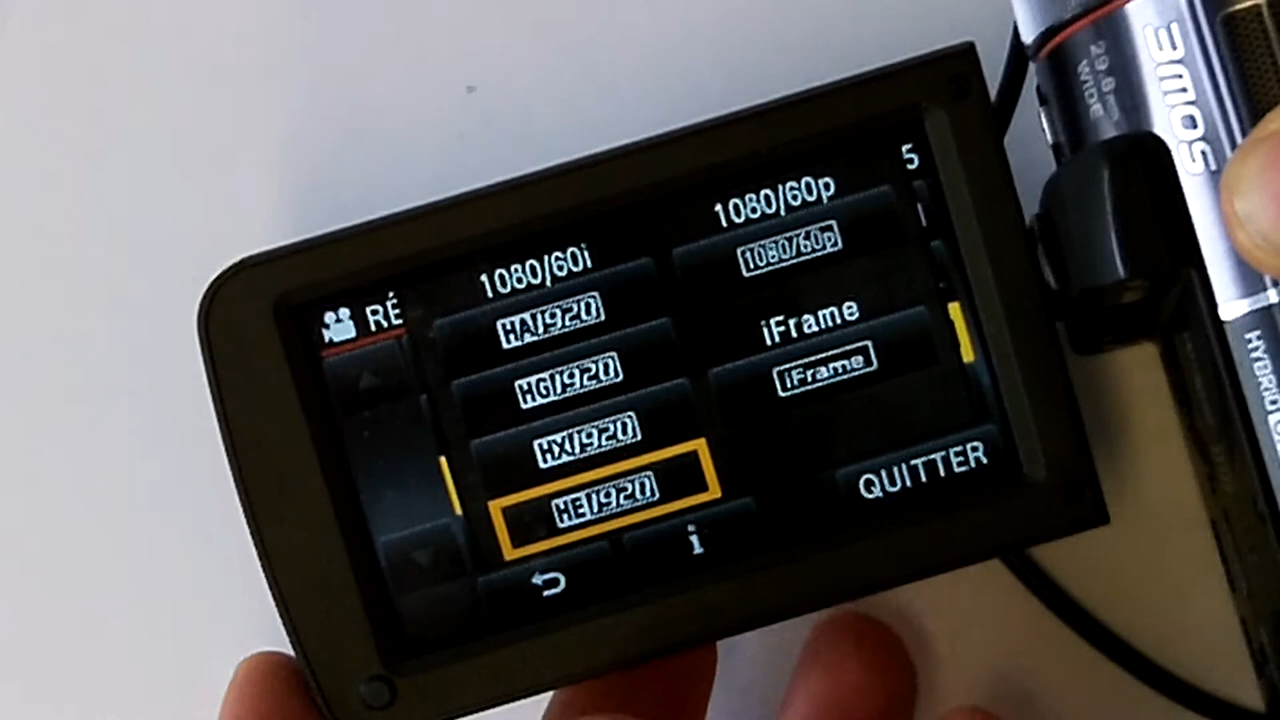 1080/60i
1080/60p
5
RÉ
HA1920
1080/60p
HG1920
iFrame
HX1920
iFrame
HE1920
QUITTER
i
3MOS
29.8mm
WIDE
HYBRID